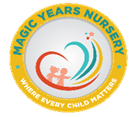 MAGIC YEARS NURSERY
WHERE EVERY CHILD MATTERS